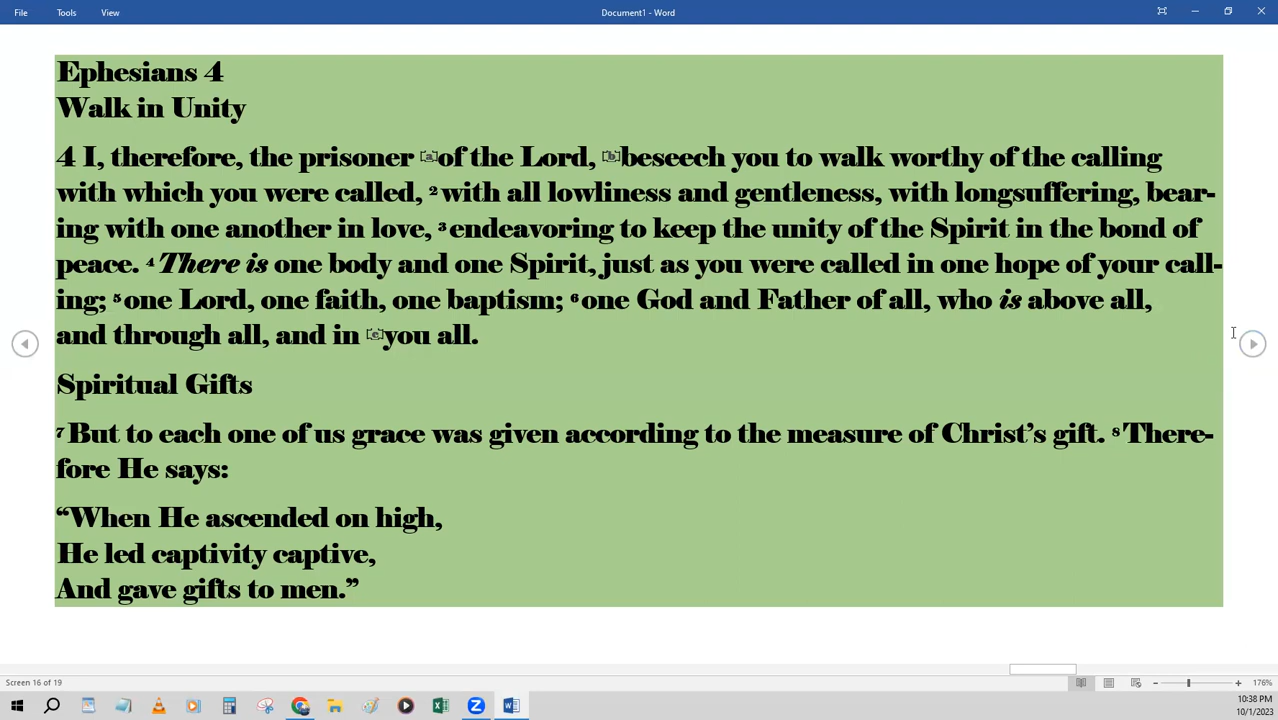 File Tools View Document1 - Word
Ephesians 4
Walk in Unity
4 I, therefore, the prisoner [a]of the Lord, [b]beseech you to walk worthy of the calling
with which you were called, 2 with all lowliness and gentleness, with longsuffering, bear-
ing with one another in love, 3 endeavoring to keep the unity of the Spirit in the bond of
peace. 4 There is one body and one Spirit, just as you were called in one hope of your call-
ing; 5 one Lord, one faith, one baptism; 6 one God and Father of all, who is above all,
and through all, and in [c]you all.
Spiritual Gifts
7 But to each one of us grace was given according to the measure of Christ’s gift. 8 There-
fore He says:
“When He ascended on high,
He led captivity captive,
And gave gifts to men.”
Screen 16 of 19
176%
10:38 PM
10/1/2023